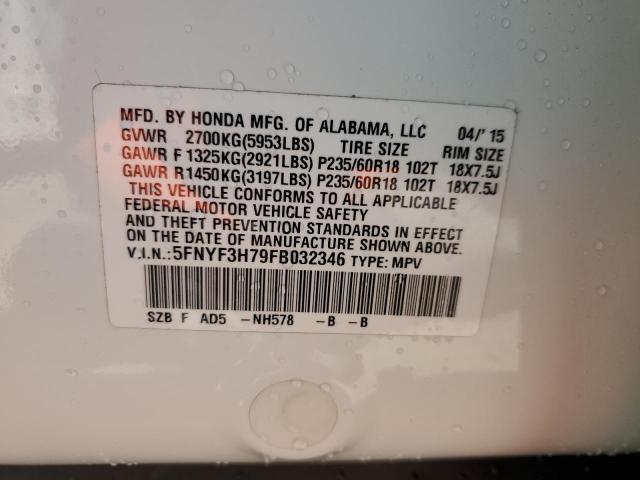 MFD. BY HONDA MFG. OF ALABAMA, LLC 04/'15
GVWR 2700KG(5953LBS) TIRE SIZE RIM SIZE
GAWR F 1325KG(2921LBS) P235/60R18 102T 18X7.5J
GAWR R1450KG(3197LBS) P235/60R18 102T 18X7.5J
THIS VEHICLE CONFORMS TO ALL APPLICABLE
FEDERAL MOTOR VEHICLE SAFETY
AND THEFT PREVENTION STANDARDS IN EFFECT
ON THE DATE OF MANUFACTURE SHOWN ABOVE.
V.I.N.:5FNYF3H79FB032346 TYPE: MPV
SZB F AD5 -NH578 -B -B